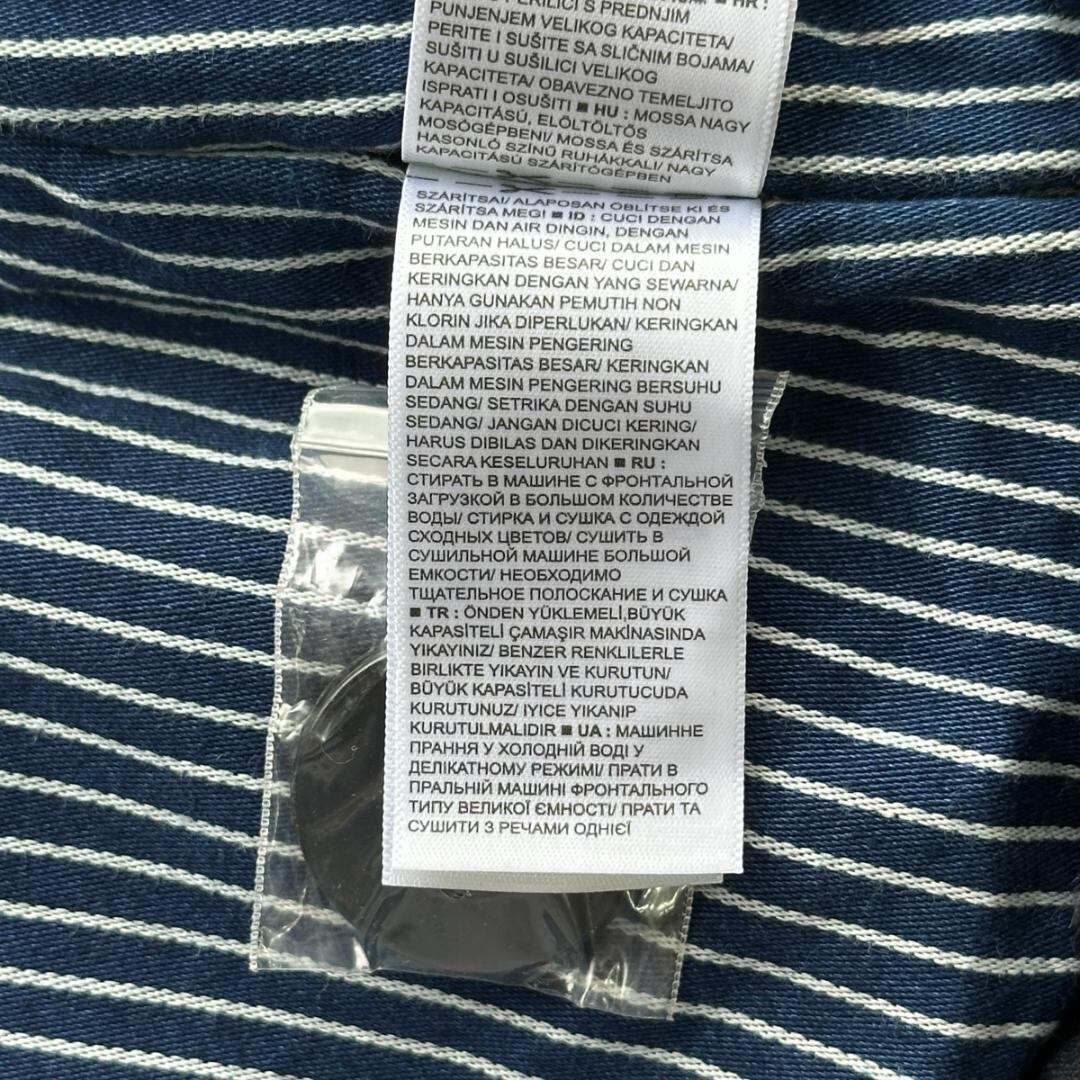 ■ HR :
PERILICI S PREDNJIM
PUNJENJEM VELIKOG KAPACITETA/
PERITE I SUŠITE SA SLIČNIM BOJAMA/
SUŠITI U SUŠILICI VELIKOG
KAPACITETA/ OBAVEZNO TEMELJITO
ISPRATI I OSUŠITI ■ HU : MOSSA NAGY
KAPACITÁSÚ, ELÖLTÖLTÖS
MOSÓGÉPBEN!/ MOSSA ÉS SZÁRÍTSA
HASONLÓ SZÍNŰ RUHÁKKAL!/ NAGY
KAPACITÁSÚ SZÁRÍTÓGÉPBEN
SZÁRÍTSA!/ ALAPOSAN ÖBLÍTSE KI ÉS
SZÁRÍTSA MEG! ■ ID : CUCI DENGAN
MESIN DAN AIR DINGIN, DENGAN
PUTARAN HALUS/ CUCI DALAM MESIN
BERKAPASITAS BESAR/ CUCI DAN
KERINGKAN DENGAN YANG SEWARNA/
HANYA GUNAKAN PEMUTIH NON
KLORIN JIKA DIPERLUKAN/ KERINGKAN
DALAM MESIN PENGERING
BERKAPASITAS BESAR/ KERINGKAN
DALAM MESIN PENGERING BERSUHU
SEDANG/ SETRIKA DENGAN SUHU
SEDANG/ JANGAN DICUCI KERING/
HARUS DIBILAS DAN DIKERINGKAN
SECARA KESELURUHAN ■ RU :
СТИРАТЬ В МАШИНЕ С ФРОНТАЛЬНОЙ
ЗАГРУЗКОЙ В БОЛЬШОМ КОЛИЧЕСТВЕ
ВОДЫ/ СТИРКА И СУШКА С ОДЕЖДОЙ
СХОДНЫХ ЦВЕТОВ/ СУШИТЬ В
СУШИЛЬНОЙ МАШИНЕ БОЛЬШОЙ
ЕМКОСТИ/ НЕОБХОДИМО
ТЩАТЕЛЬНОЕ ПОЛОСКАНИЕ И СУШКА
■ TR : ÖNDEN YÜKLEMELİ,BÜYÜK
KAPASİTELİ ÇAMAŞIR MAKİNASINDA
YIKAYINIZ/ BENZER RENKLILERLE
BIRLIKTE YIKAYIN VE KURUTUN/
BÜYÜK KAPASİTELİ KURUTUCUDA
KURUTUNUZ/ IYICE YIKANIP
KURUTULMALIDIR ■ UA : МАШИННЕ
ПРАННЯ У ХОЛОДНІЙ ВОДІ У
ДЕЛІКАТНОМУ РЕЖИМІ/ ПРАТИ В
ПРАЛЬНІЙ МАШИНІ ФРОНТАЛЬНОГО
ТИПУ ВЕЛИКОЇ ЄМНОСТІ/ ПРАТИ ТА
СУШИТИ З РЕЧАМИ ОДНІЄЇ